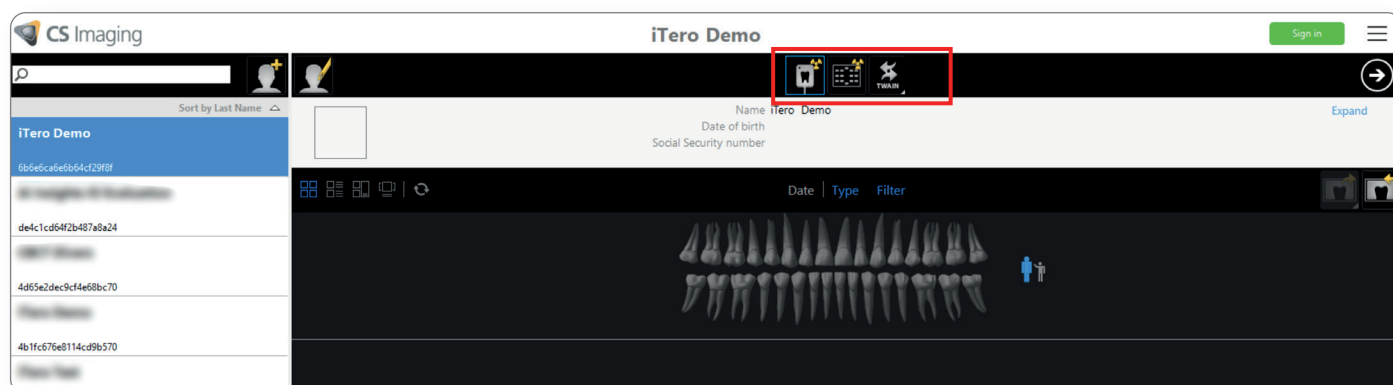 CS Imaging
iTero Demo
Sign in
TWAIN
Sort by Last Name
Name iTero Demo
Expand
Date of birth
Social Security number
iTero Demo
6b6e6ca6e6b64cf29f8f
Date | Type Filter
de4c1cd64f2b487a8a24
4d65e2dec9cf4e68bc70
4b1fc676e8114cd9b570